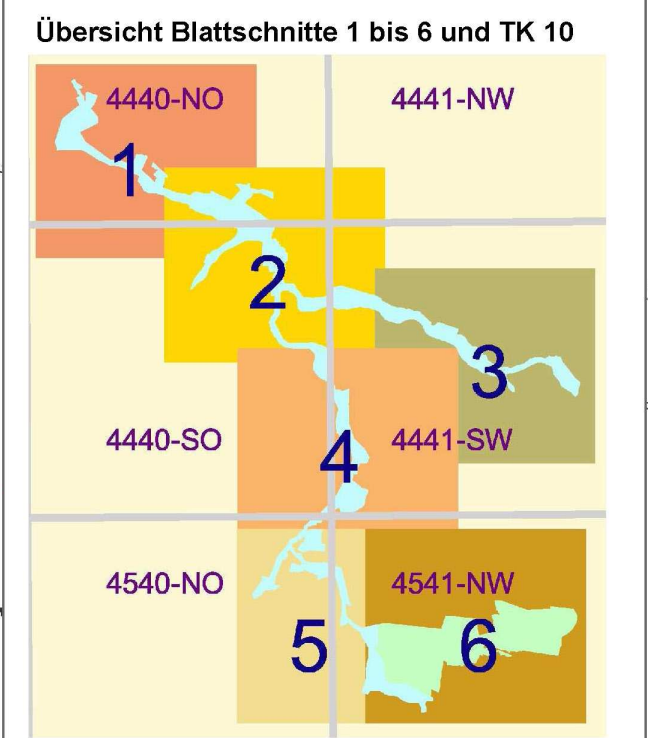 Übersicht Blattschnitte 1 bis 6 und TK 10
4440-NO
4441-NW
1
2
3
4440-SO
4441-SW
4
4540-NO
4541-NW
5
6